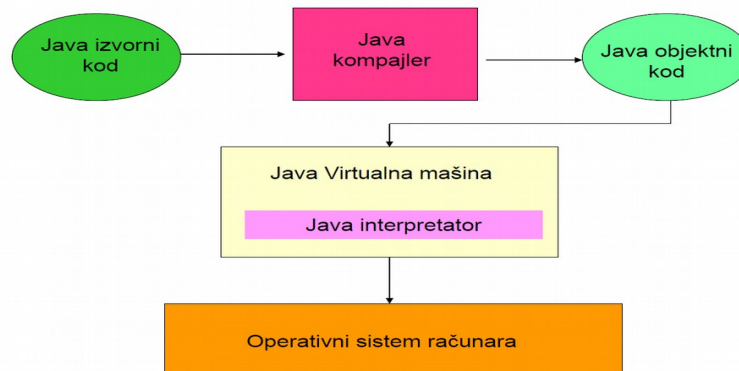 Java izvorni
kod
Java
kompajler
Java objektni
kod
Java Virtualna mašina
Java interpretator
Operativni sistem računara